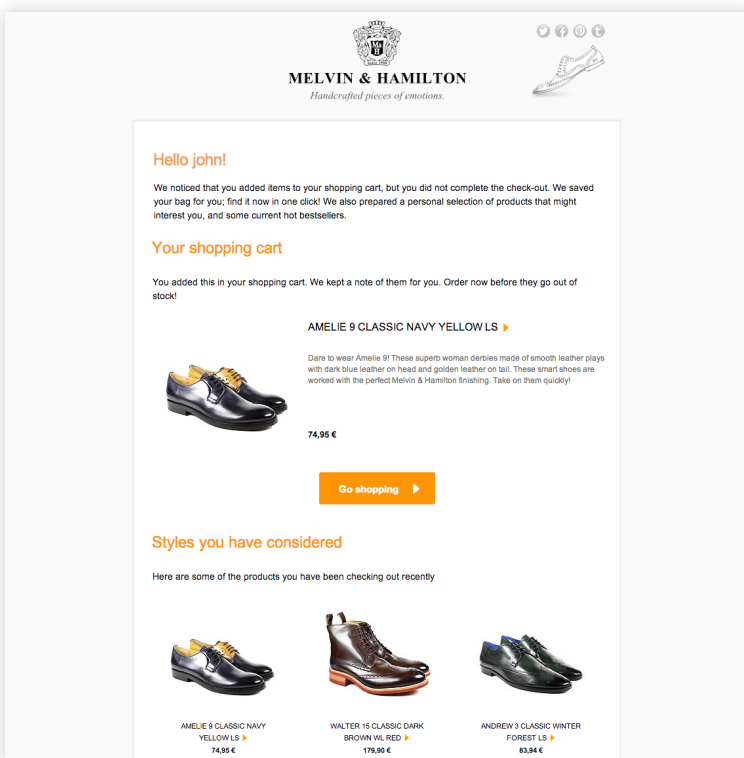 M&H
MELVIN & HAMILTON
Handcrafted pieces of emotions.
Hello john!
We noticed that you added items to your shopping cart, but you did not complete the check-out. We saved
your bag for you; find it now in one click! We also prepared a personal selection of products that might
interest you, and some current hot bestsellers.
Your shopping cart
You added this in your shopping cart. We kept a note of them for you. Order now before they go out of
stock!
AMELIE 9 CLASSIC NAVY YELLOW LS
Dare to wear Amelie 9! These superb woman derbies made of smooth leather plays
with dark blue leather on head and golden leather on tail. These smart shoes are
worked with the perfect Melvin & Hamilton finishing. Take on them quickly!
74,95 €
Go shopping
Styles you have considered
Here are some of the products you have been checking out recently
AMELIE 9 CLASSIC NAVY
YELLOW LS
74,95 €
WALTER 15 CLASSIC DARK
BROWN WL RED
179,90 €
ANDREW 3 CLASSIC WINTER
FOREST LS
83,94 €